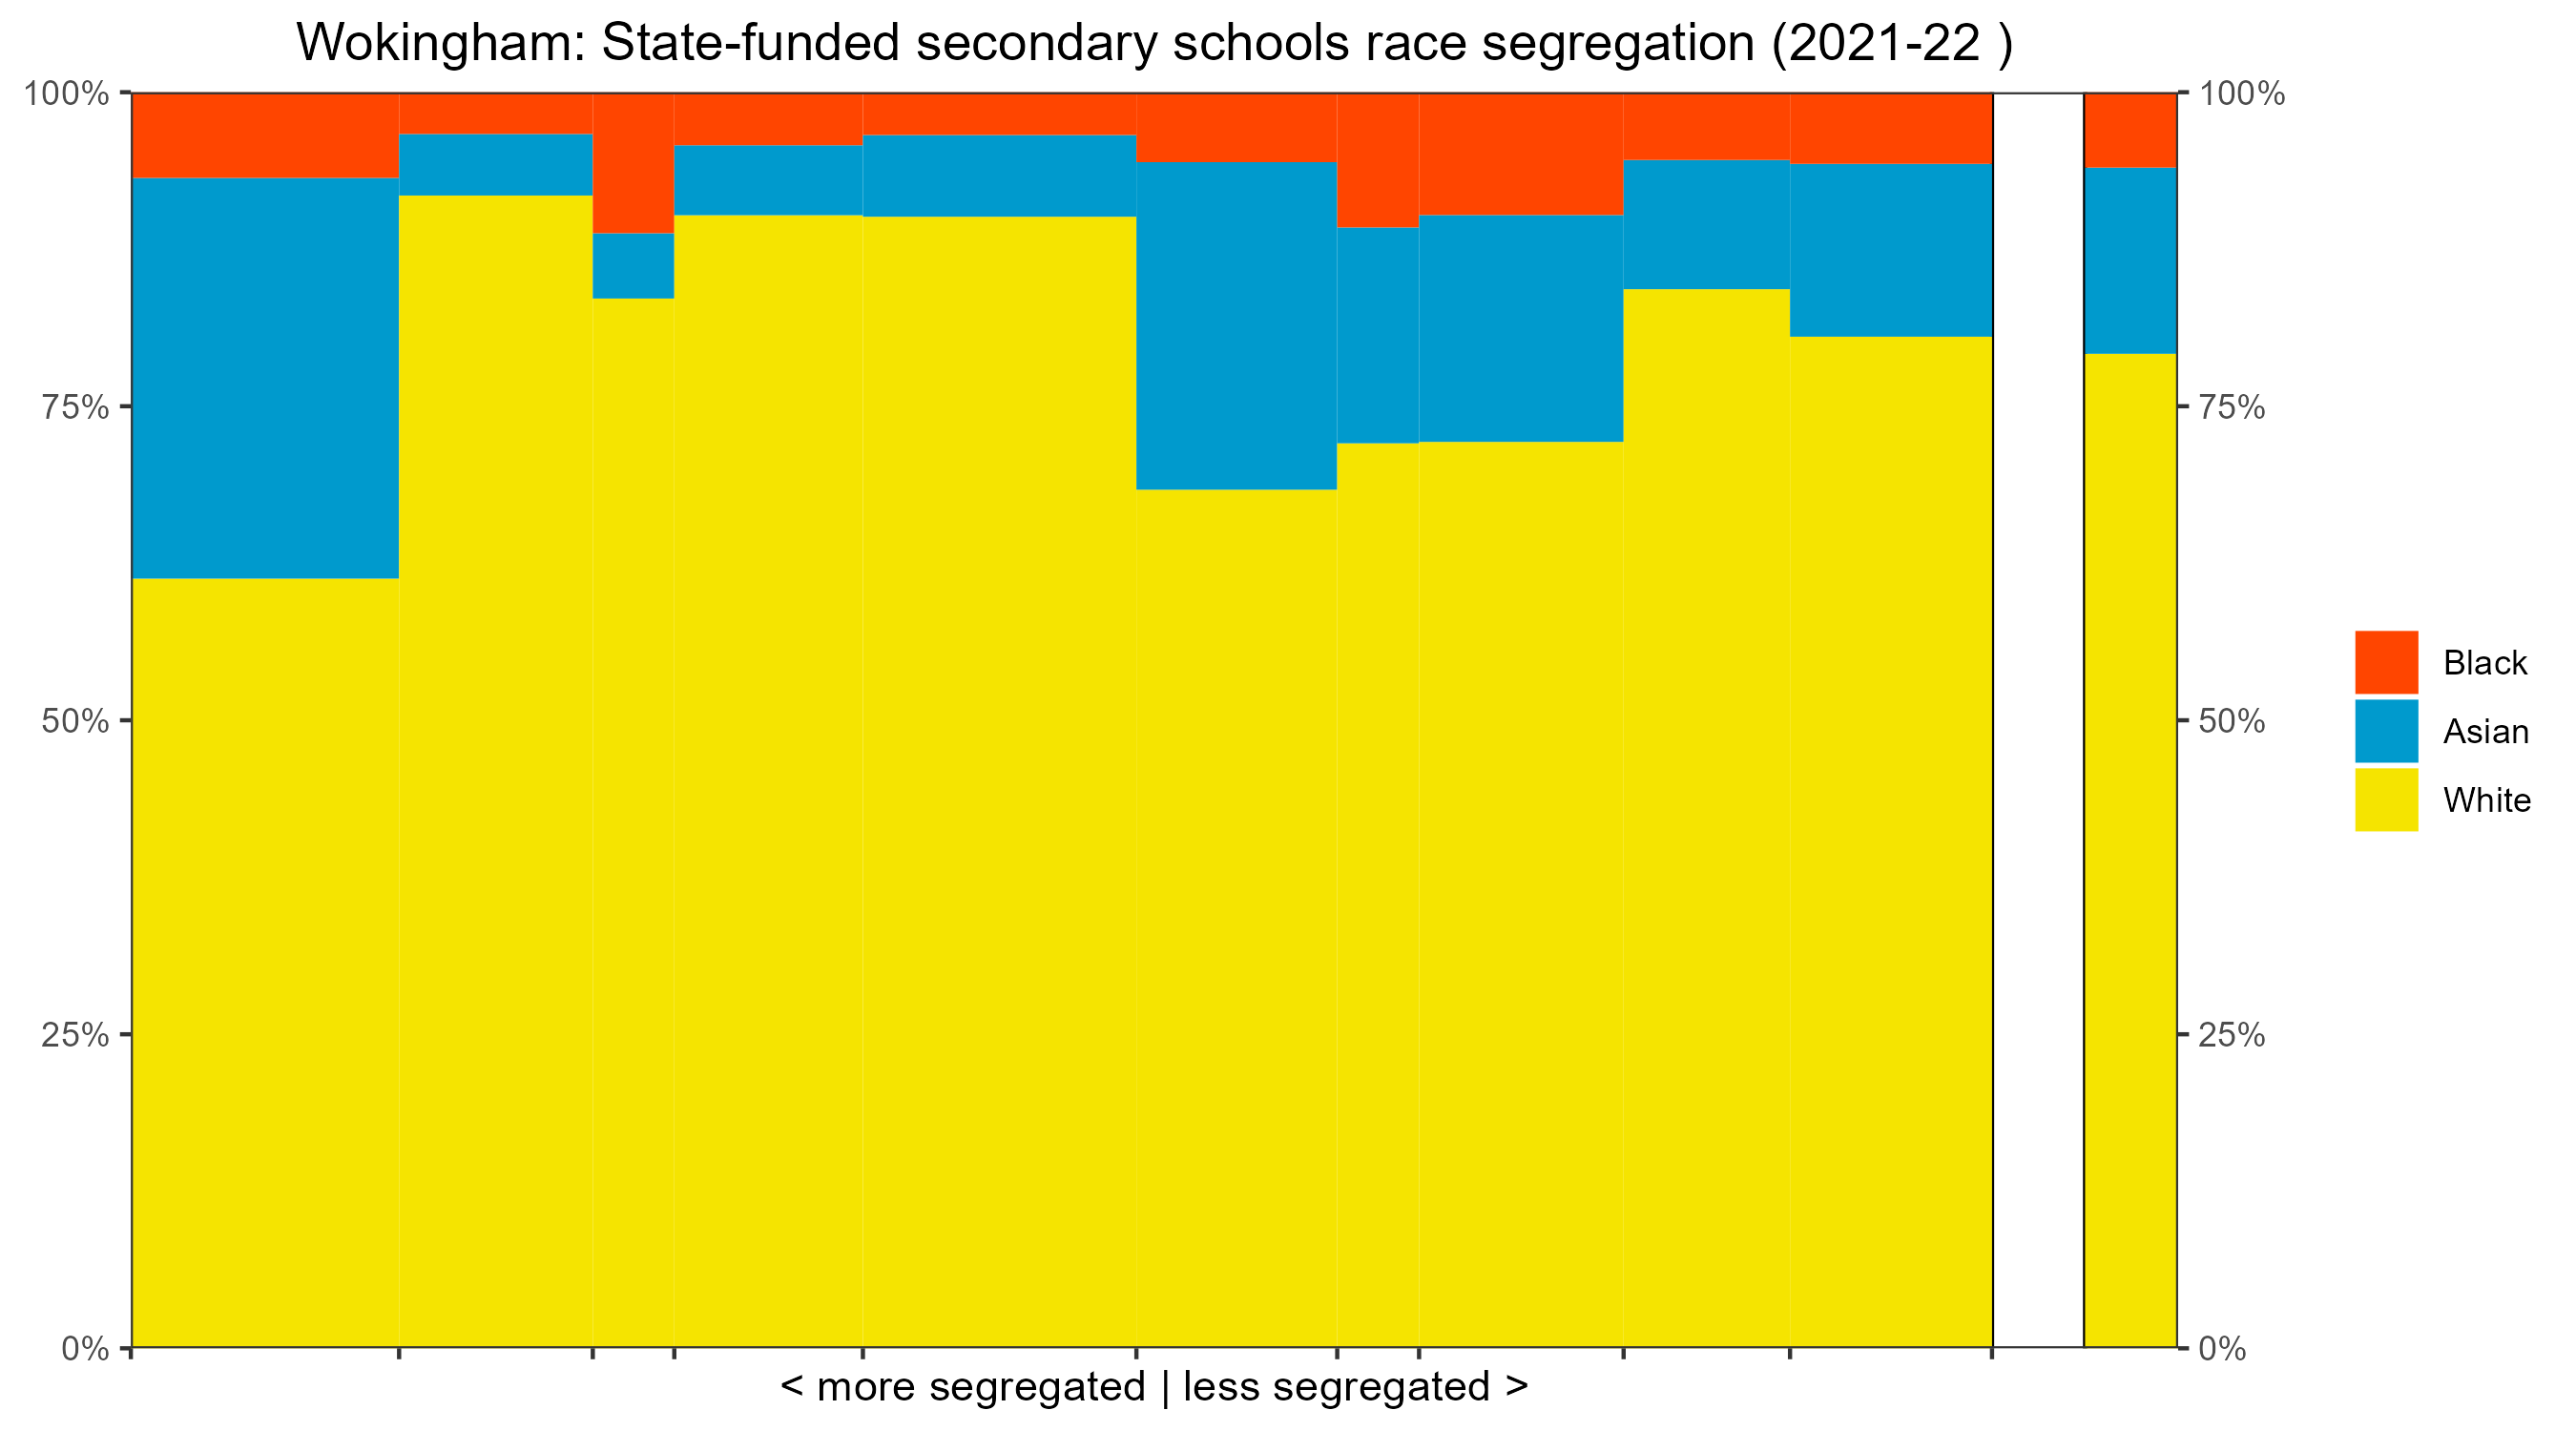 Wokingham: State-funded secondary schools race segregation (2021-22 )
100%
75%
50%
25%
0%
100%
75%
50%
25%
0%
Black
Asian
White
< more segregated | less segregated >